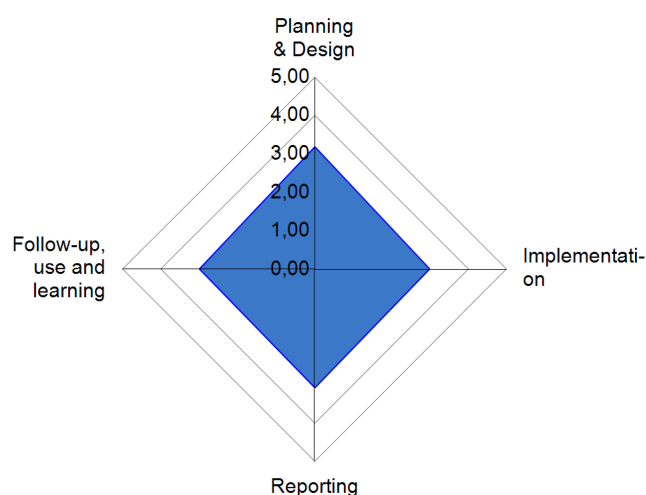 Planning
& Design
5,00
4,00
3,00
2,00
1,00
0,00
Follow-up,
use and
learning
Implementati-
on
Reporting